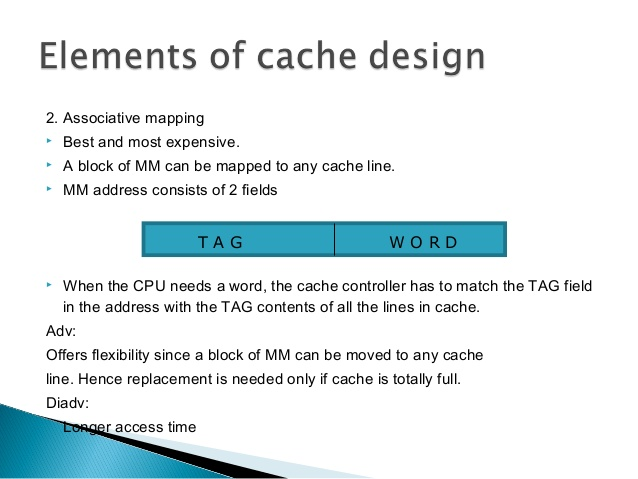 Elements of cache design
2. Associative mapping
Best and most expensive.
A block of MM can be mapped to any cache line.
MM address consists of 2 fields
TAG WORD
When the CPU needs a word, the cache controller has to match the TAG field
in the address with the TAG contents of all the lines in cache.
Adv:
Offers flexibility since a block of MM can be moved to any cache
line. Hence replacement is needed only if cache is totally full.
Diadv:
Longer access time